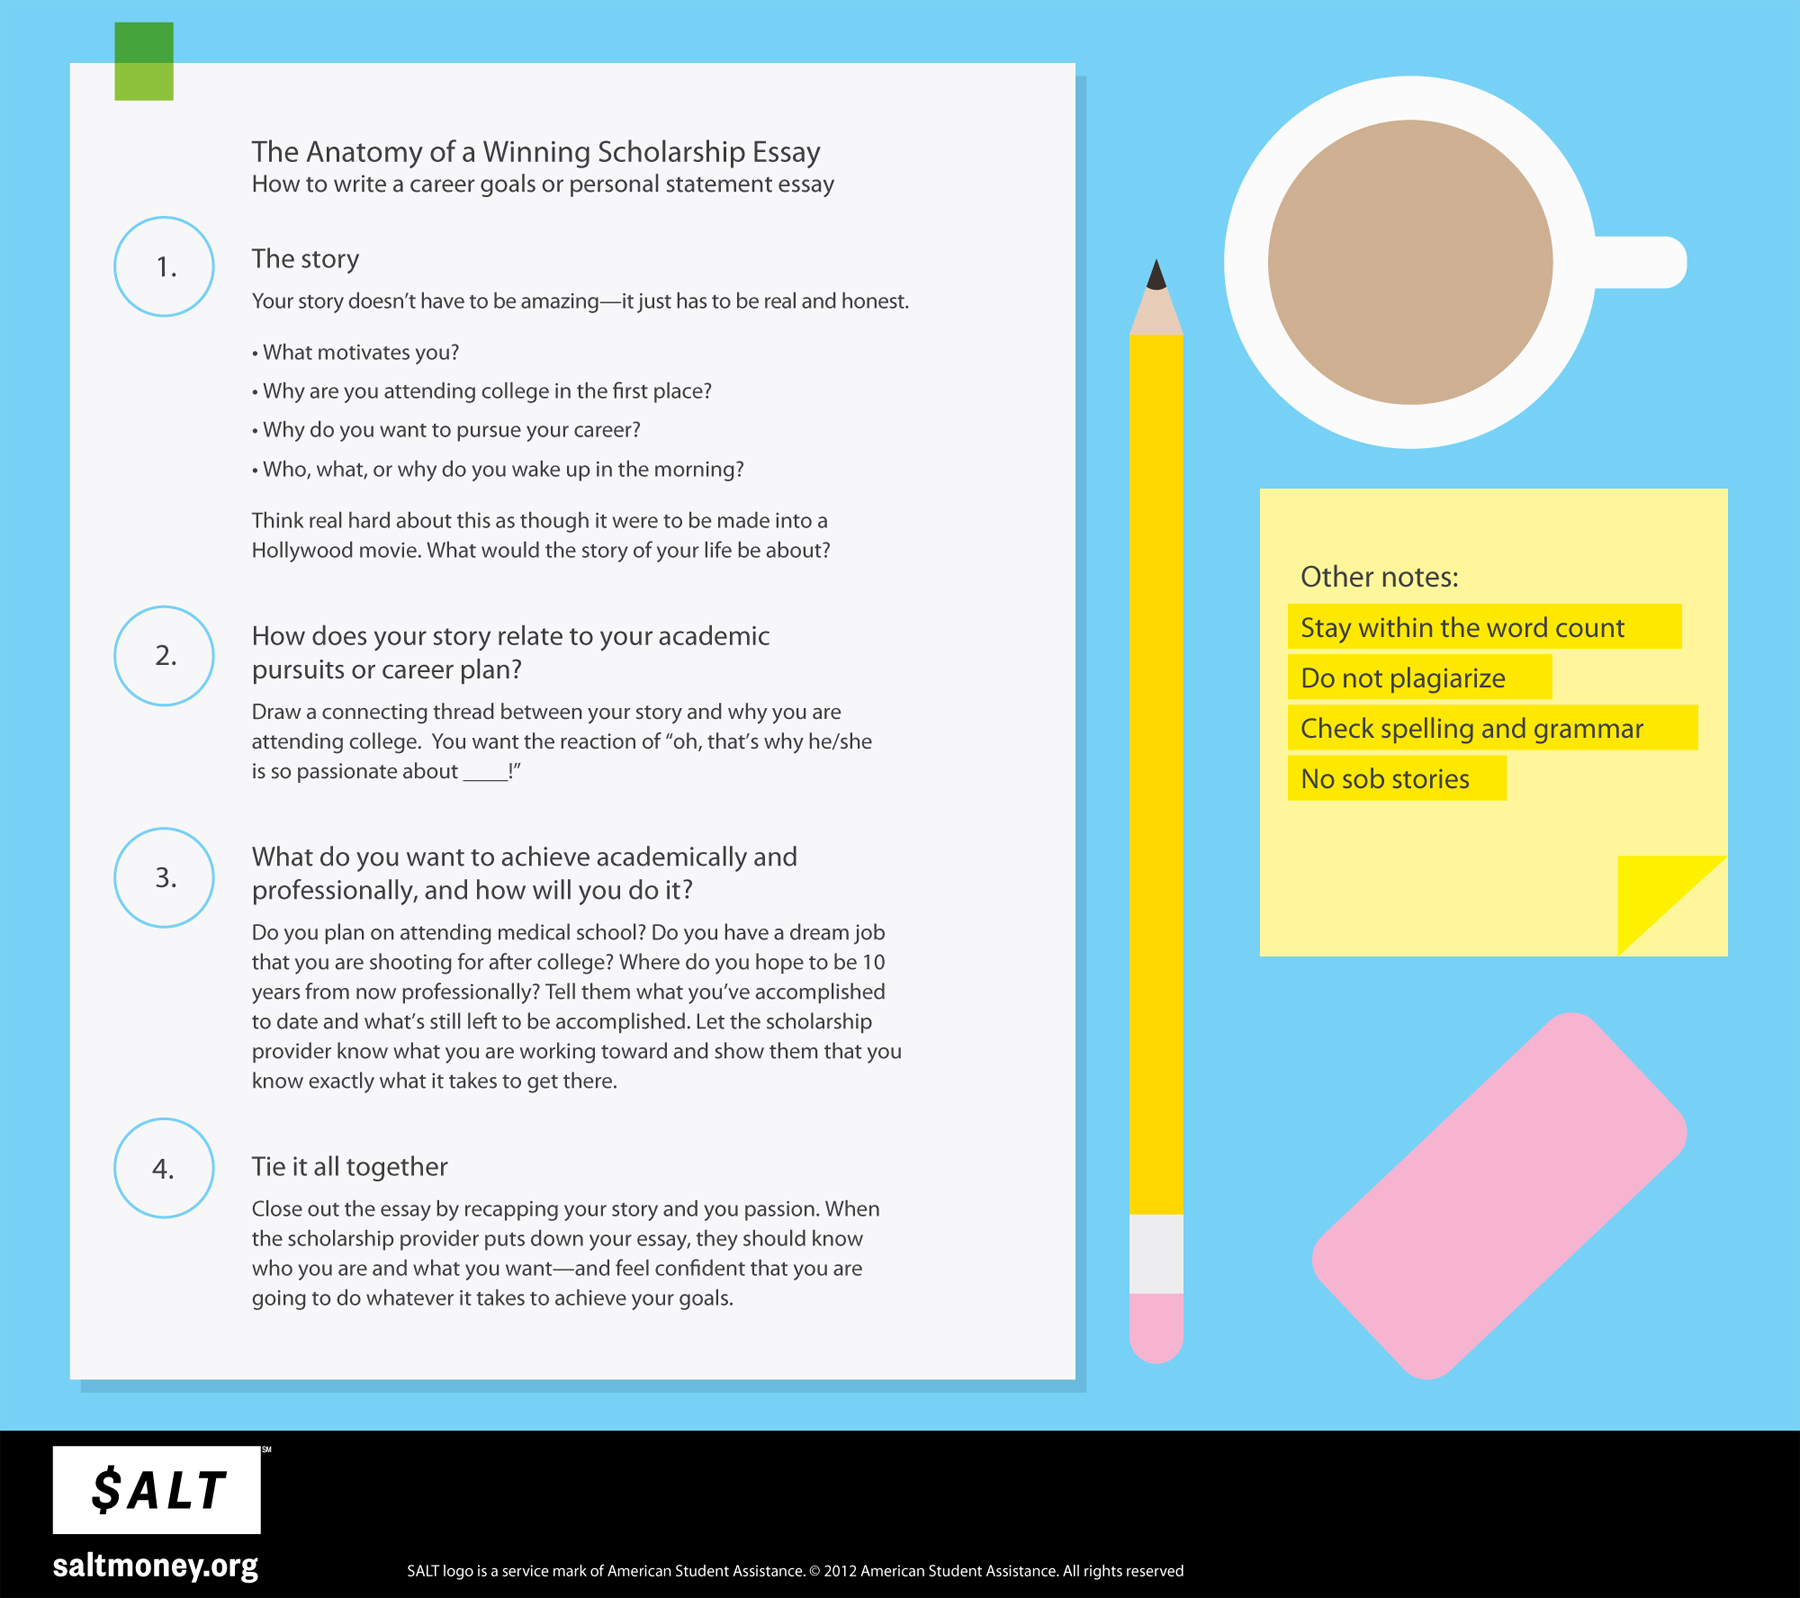 The Anatomy of a Winning Scholarship Essay
How to write a career goals or personal statement essay
1.
The story
Your story doesn’t have to be amazing—it just has to be real and honest.
• What motivates you?
• Why are you attending college in the first place?
• Why do you want to pursue your career?
• Who, what, or why do you wake up in the morning?
Think real hard about this as though it were to be made into a
Hollywood movie. What would the story of your life be about?
2.
How does your story relate to your academic
pursuits or career plan?
Draw a connecting thread between your story and why you are
attending college.  You want the reaction of “oh, that’s why he/she
is so passionate about ____!”
3.
What do you want to achieve academically and
professionally, and how will you do it?
Do you plan on attending medical school? Do you have a dream job
that you are shooting for after college? Where do you hope to be 10
years from now professionally? Tell them what you’ve accomplished
to date and what’s still left to be accomplished. Let the scholarship
provider know what you are working toward and show them that you
know exactly what it takes to get there.
4.
Tie it all together
Close out the essay by recapping your story and you passion. When
the scholarship provider puts down your essay, they should know
who you are and what you want—and feel confident that you are
going to do whatever it takes to achieve your goals.
Other notes:
Stay within the word count
Do not plagiarize
Check spelling and grammar
No sob stories
$ALT SM
saltmoney.org
SALT logo is a service mark of American Student Assistance. © 2012 American Student Assistance. All rights reserved